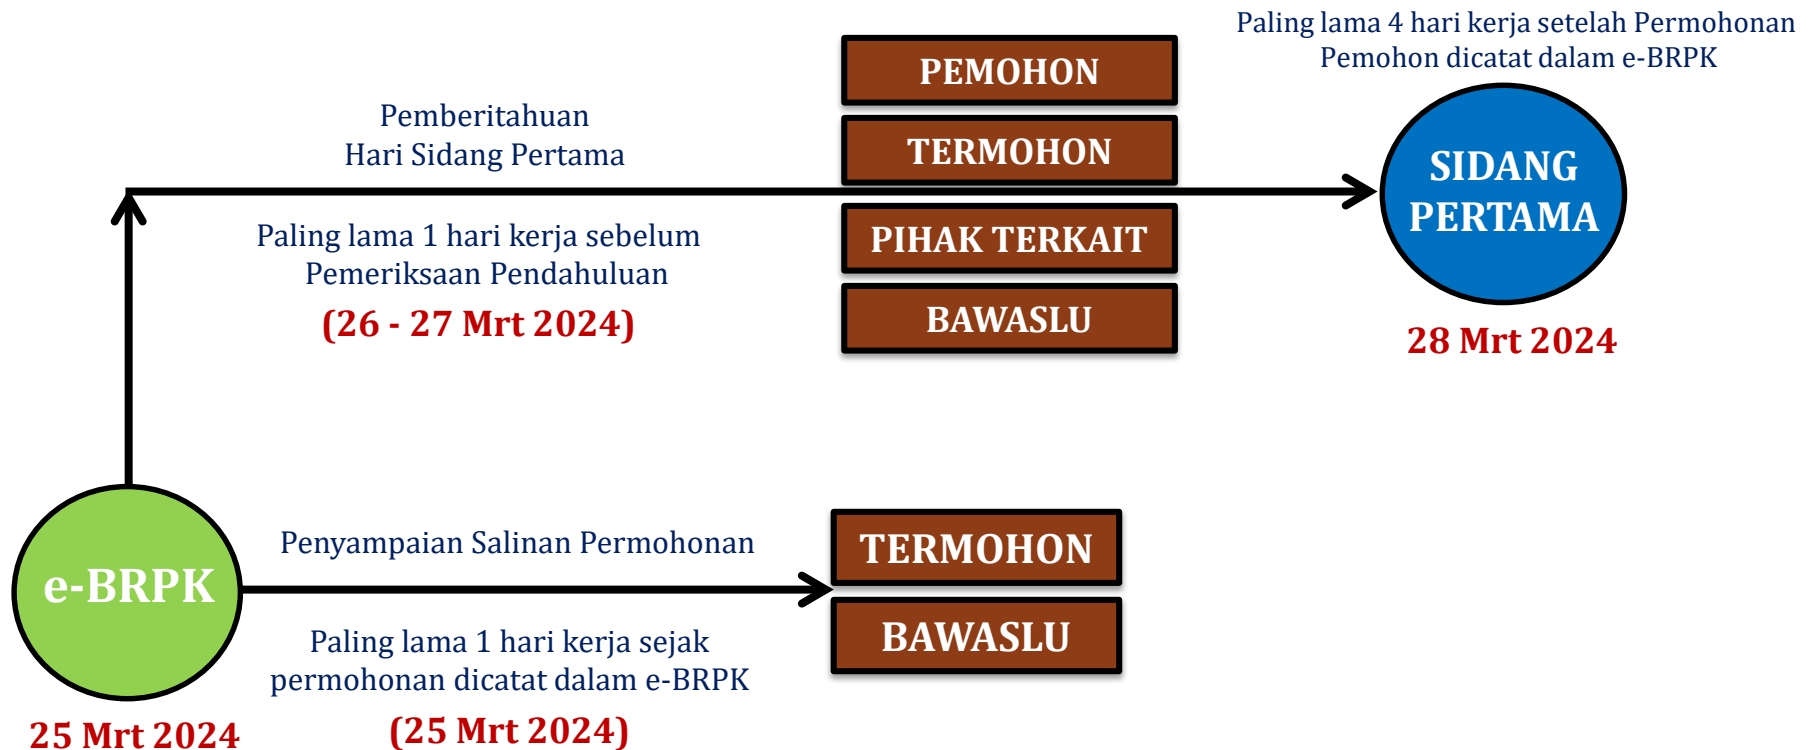 Paling lama 4 hari kerja setelah Permohonan
Pemohon dicatat dalam e-BRPK
PEMOHON
Pemberitahuan
Hari Sidang Pertama
TERMOHON
SIDANG
PERTAMA
Paling lama 1 hari kerja sebelum
Pemeriksaan Pendahuluan
(26 - 27 Mrt 2024)
PIHAK TERKAIT
BAWASLU
28 Mrt 2024
e-BRPK
25 Mrt 2024
Penyampaian Salinan Permohonan
TERMOHON
BAWASLU
Paling lama 1 hari kerja sejak
permohonan dicatat dalam e-BRPK
(25 Mrt 2024)